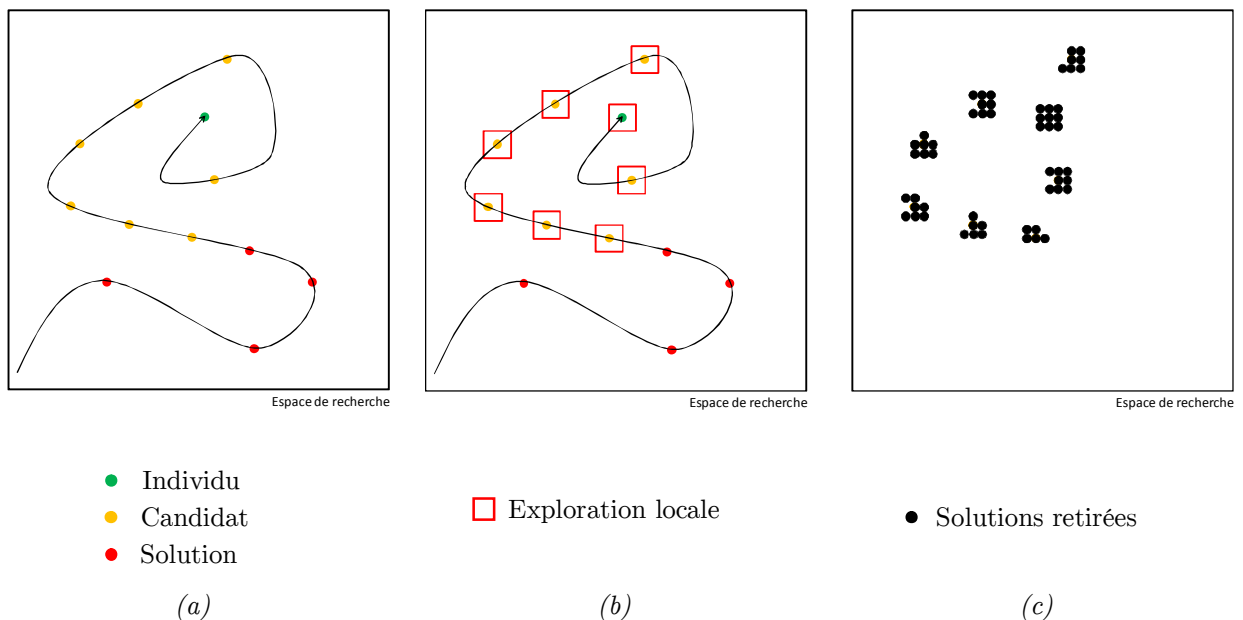 Espace de recherche
Espace de recherche
Espace de recherche
Individu
Candidat
Solution
Exploration locale
Solutions retirées
(a)
(b)
(c)